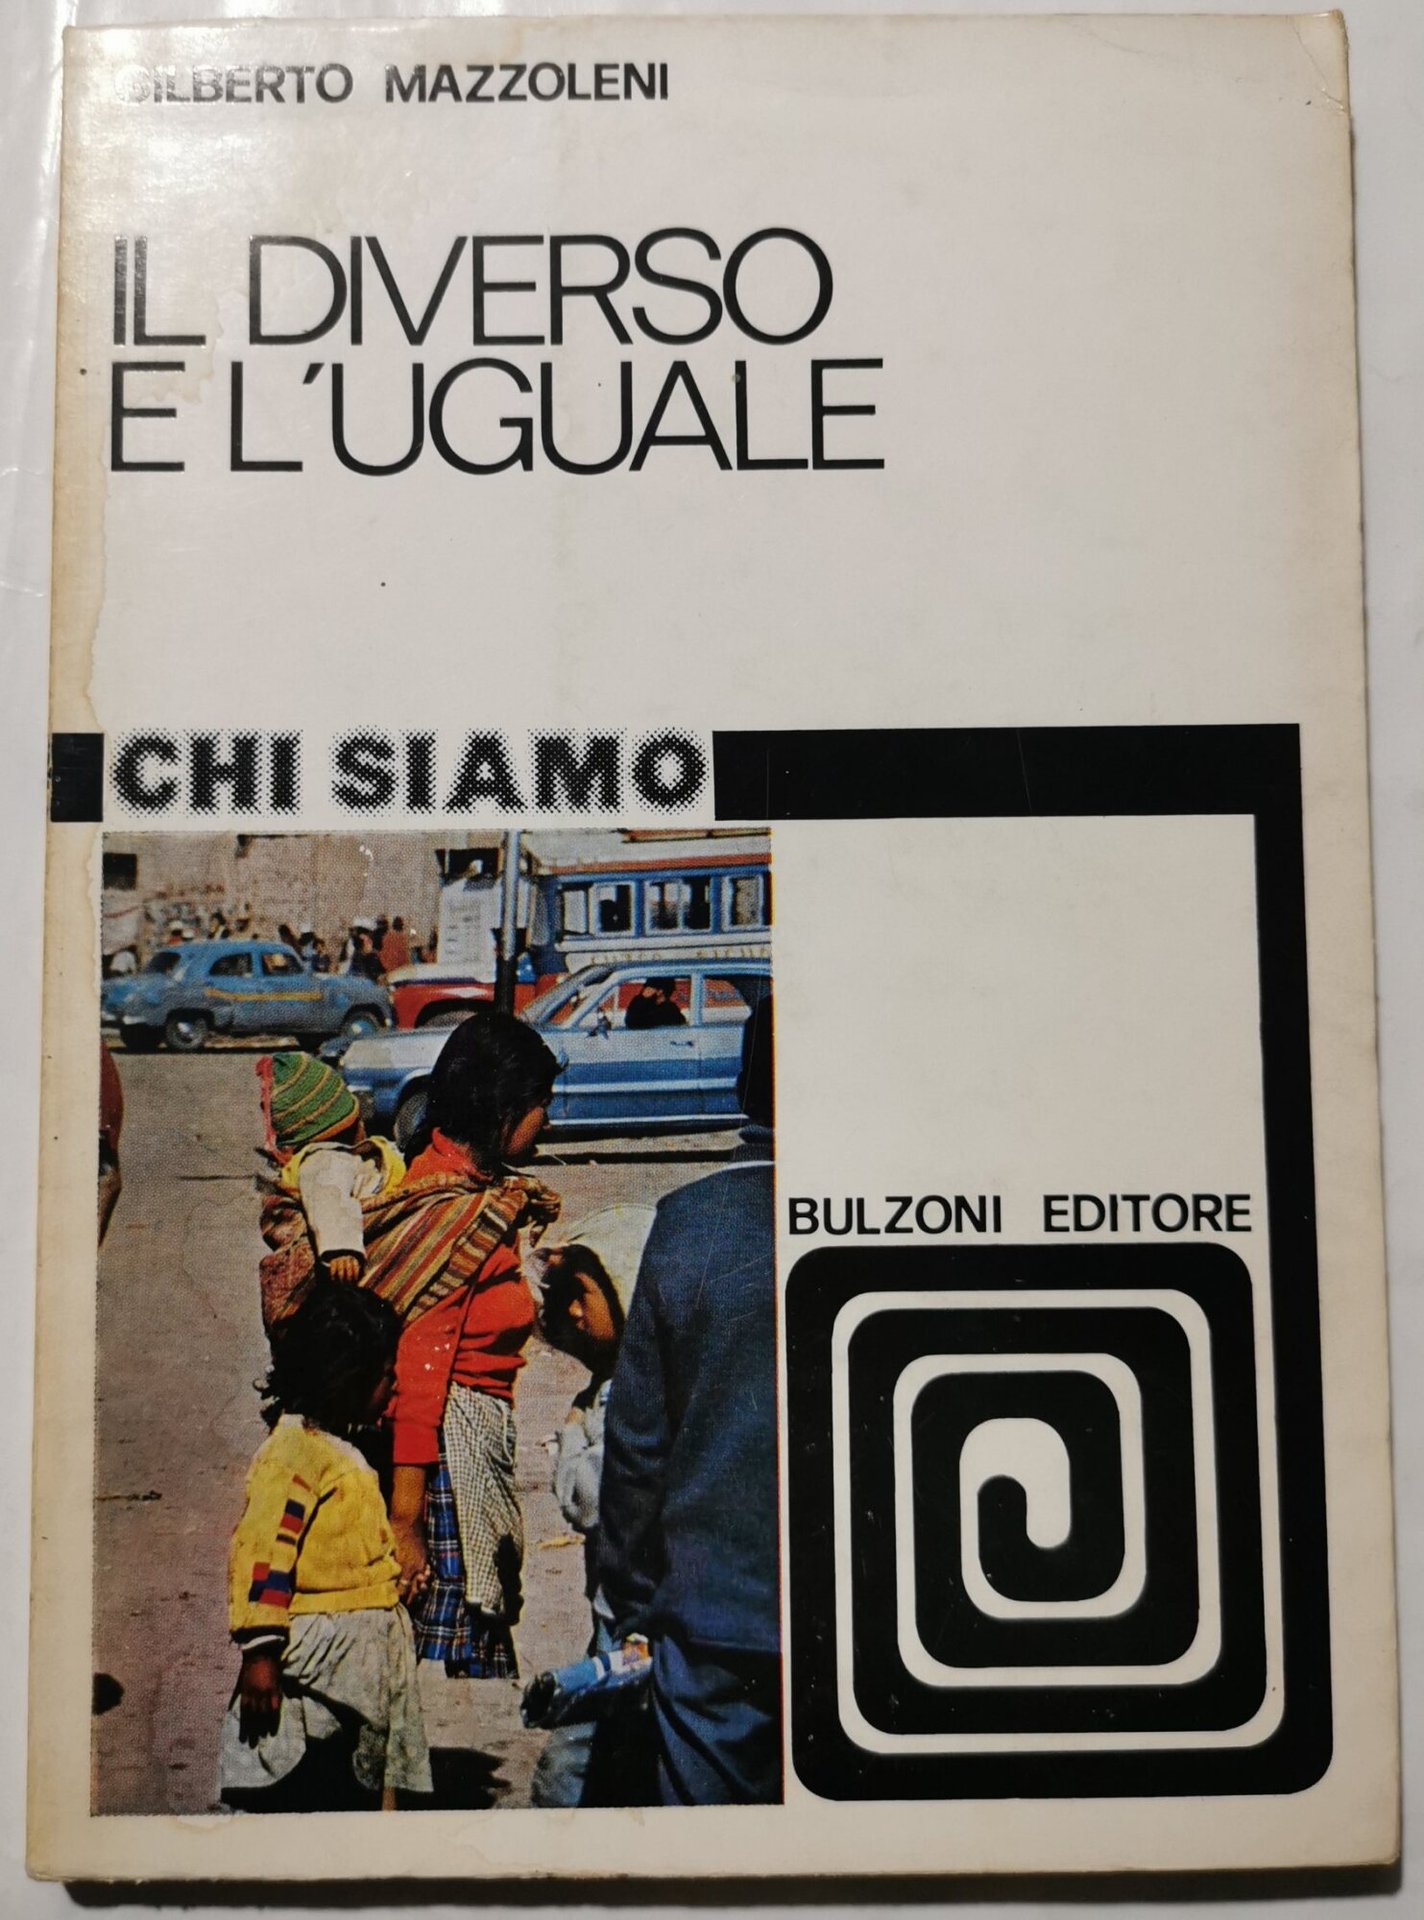 GILBERTO MAZZOLENI
IL DIVERSO
E L'UGUALE
CHI SIAMO
BULZONI EDITORE